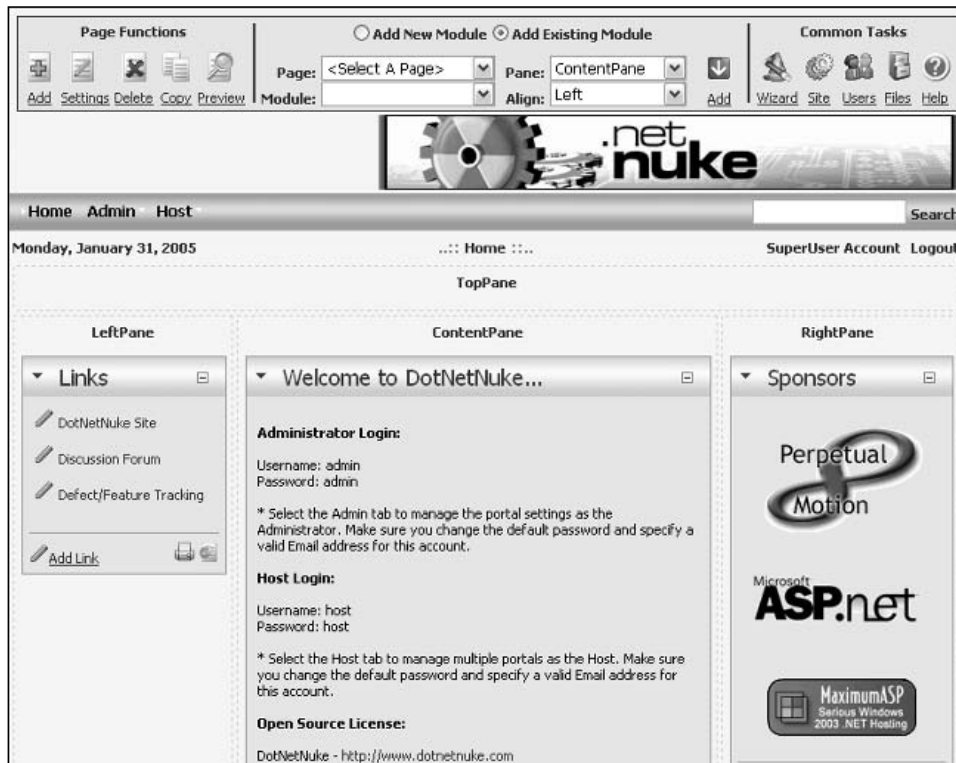 Page Functions
Add Settings Delete Copy Preview
Add New Module Add Existing Module
Page: <Select A Page> Pane: ContentPane
Module: Align: Left
Add
Common Tasks
Wizard Site Users Files Help
.net
nuke
Home Admin Host
Search
Monday, January 31, 2005 ..:: Home ::.. SuperUser Account Logout
TopPane
LeftPane
Links
DotNetNuke Site
Discussion Forum
Defect/Feature Tracking
Add Link
ContentPane
Welcome to DotNetNuke...
Administrator Login:
Username: admin
Password: admin
* Select the Admin tab to manage the portal settings as the
Administrator. Make sure you change the default password and specify a
valid Email address for this account.
Host Login:
Username: host
Password: host
* Select the Host tab to manage multiple portals as the Host. Make sure
you change the default password and specify a valid Email address for
this account.
Open Source License:
DotNetNuke - http://www.dotnetnuke.com
RightPane
Sponsors
Perpetual
Motion
Microsoft
ASP.net
MaximumASP
Serious Windows
2003 .NET Hosting